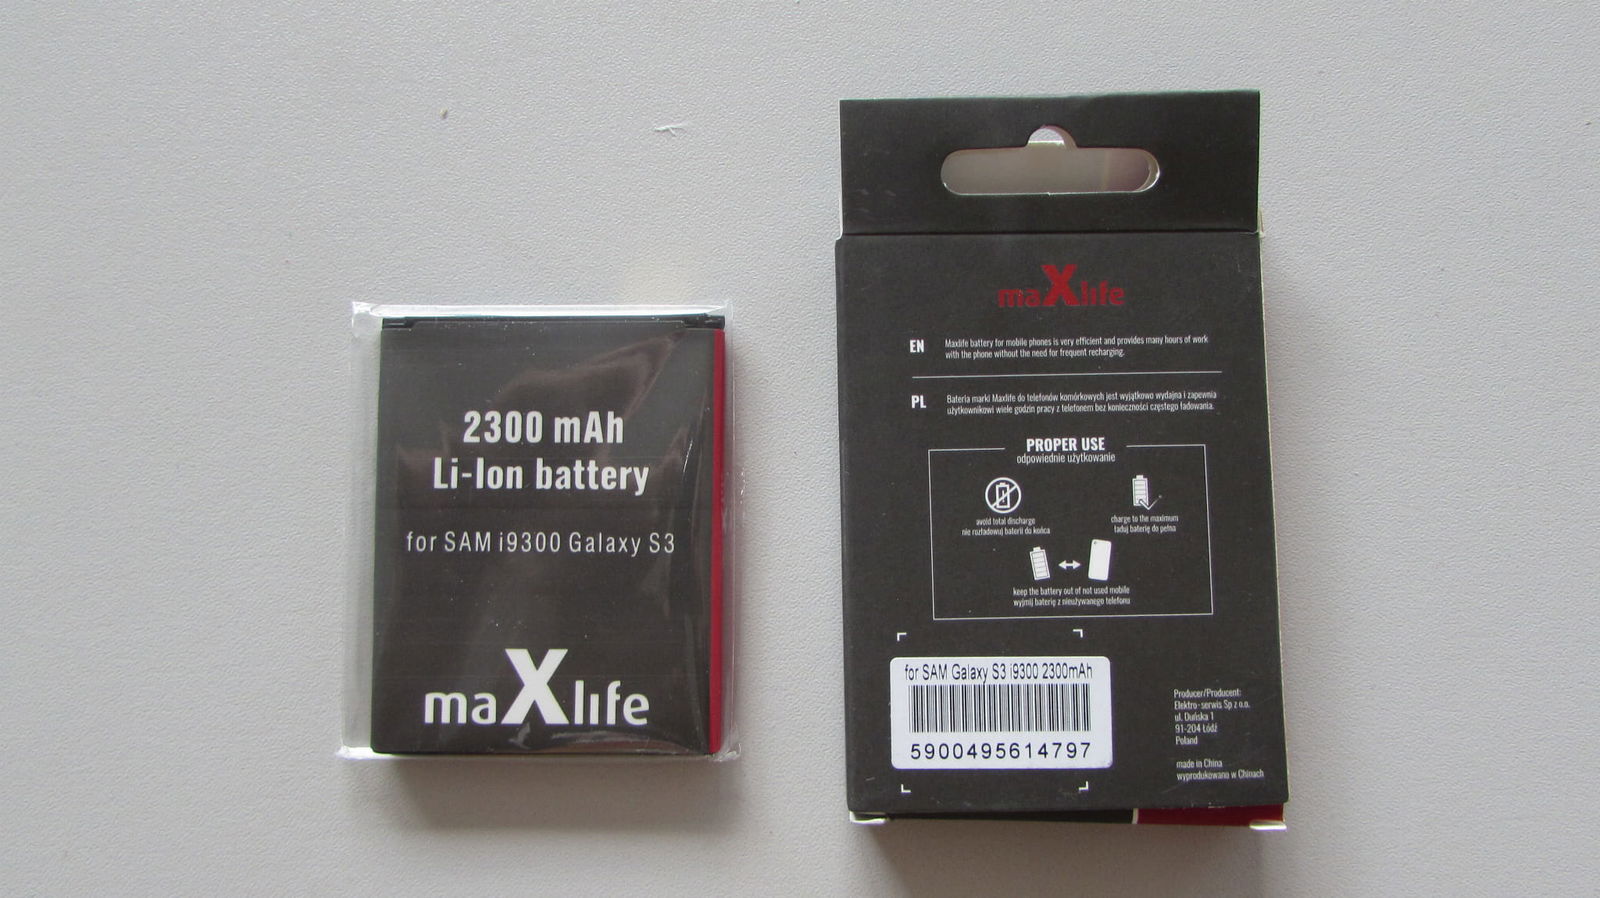 2300 mAh
Li-Ion battery
for SAM i9300 Galaxy S3
maXlife
maXlife
EN
Maxlife battery for mobile phones is very efficient and provides many hours of work
with the phone without the need for frequent recharging.
PL
Bateria marki Maxlife do telefonów komórkowych jest wyjątkowo wydajna i zapewnia
użytkownikowi wiele godzin pracy z telefonem bez konieczności częstego ładowania.
PROPER USE
odpowiednie użytkowanie
avoid total discharge
nie rozładowuj baterii do końca
charge to the maximum
ładuj baterię do pełna
keep the battery out of not used mobile
wyjmij baterię z nieużywanego telefonu
for SAM Galaxy S3 i9300 2300mAh
5900495614797
Producer/Producent:
Elektro-serwis Sp z o.o.
ul. Duńska 1
91-204 Łódź
Poland
made in China
wyprodukowano w Chinach